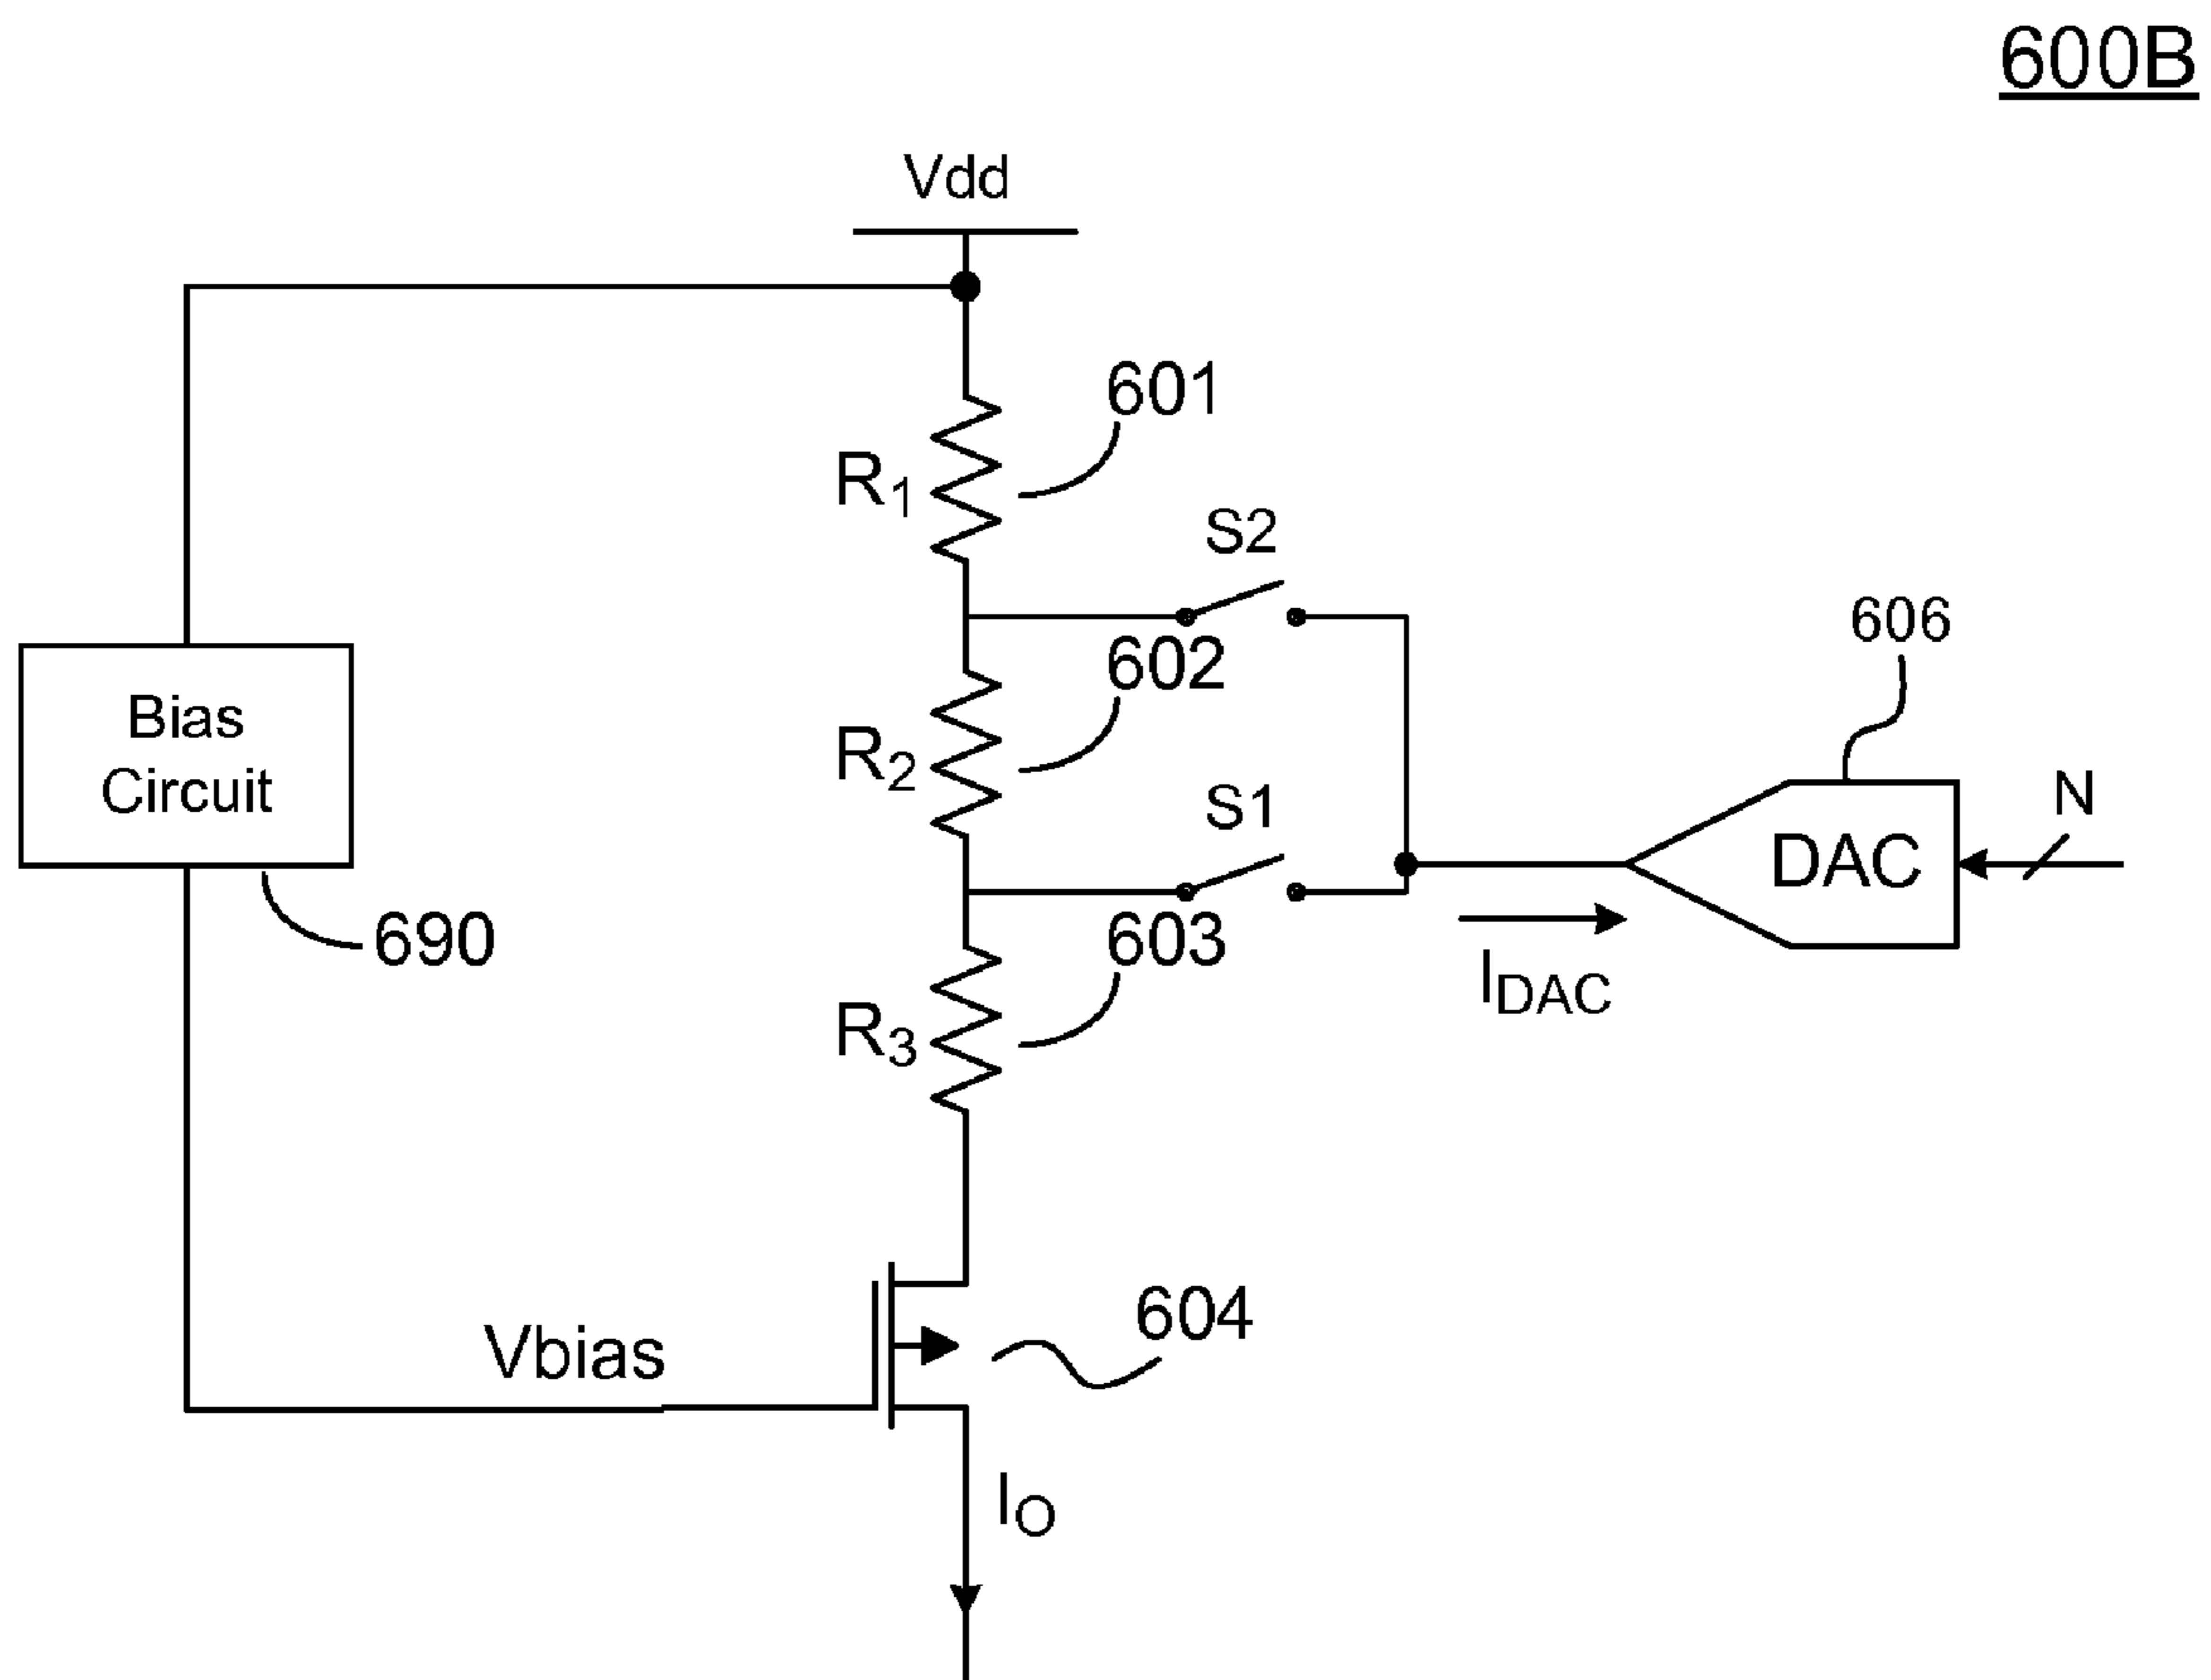 600B
Vdd
601
R1
S2
606
602
Bias
Circuit
R2
N
S1
DAC
690
603
IDAC
R3
604
Vbias
IO